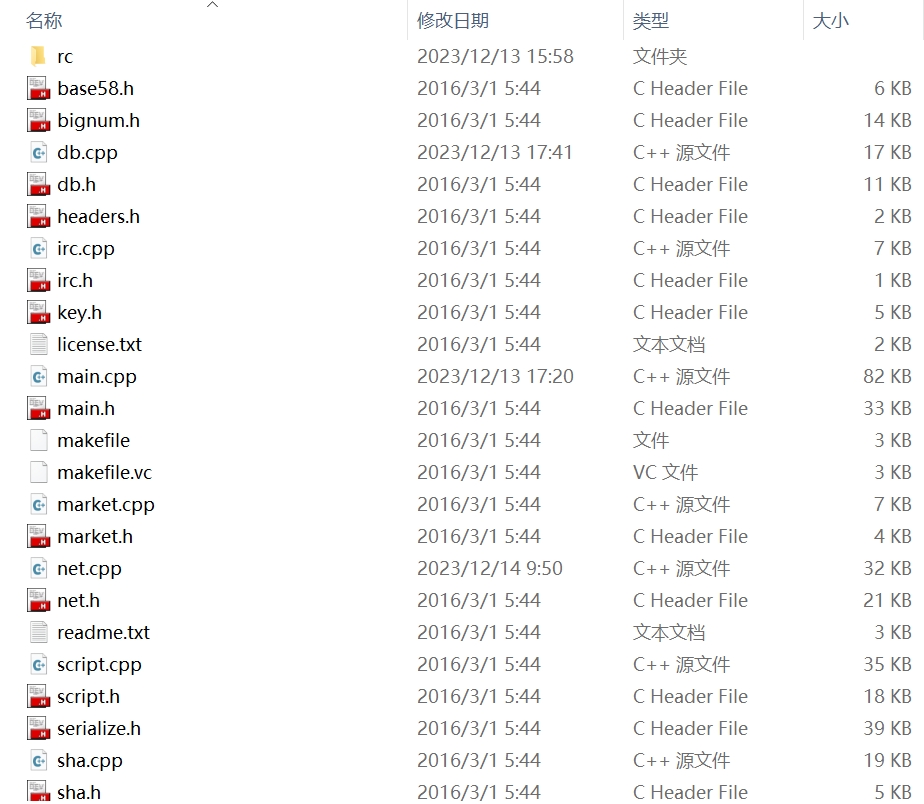 名称 修改日期 类型 大小
rc 2023/12/13 15:58 文件夹
base58.h 2016/3/1 5:44 C Header File 6 KB
bignum.h 2016/3/1 5:44 C Header File 14 KB
db.cpp 2023/12/13 17:41 C++ 源文件 17 KB
db.h 2016/3/1 5:44 C Header File 11 KB
headers.h 2016/3/1 5:44 C Header File 2 KB
irc.cpp 2016/3/1 5:44 C++ 源文件 7 KB
irc.h 2016/3/1 5:44 C Header File 1 KB
key.h 2016/3/1 5:44 C Header File 5 KB
license.txt 2016/3/1 5:44 文本文档 2 KB
main.cpp 2023/12/13 17:20 C++ 源文件 82 KB
main.h 2016/3/1 5:44 C Header File 33 KB
makefile 2016/3/1 5:44 文件 3 KB
makefile.vc 2016/3/1 5:44 VC 文件 3 KB
market.cpp 2016/3/1 5:44 C++ 源文件 7 KB
market.h 2016/3/1 5:44 C Header File 4 KB
net.cpp 2023/12/14 9:50 C++ 源文件 32 KB
net.h 2016/3/1 5:44 C Header File 21 KB
readme.txt 2016/3/1 5:44 文本文档 3 KB
script.cpp 2016/3/1 5:44 C++ 源文件 35 KB
script.h 2016/3/1 5:44 C Header File 18 KB
serialize.h 2016/3/1 5:44 C Header File 39 KB
sha.cpp 2016/3/1 5:44 C++ 源文件 19 KB
sha.h 2016/3/1 5:44 C Header File 5 KB